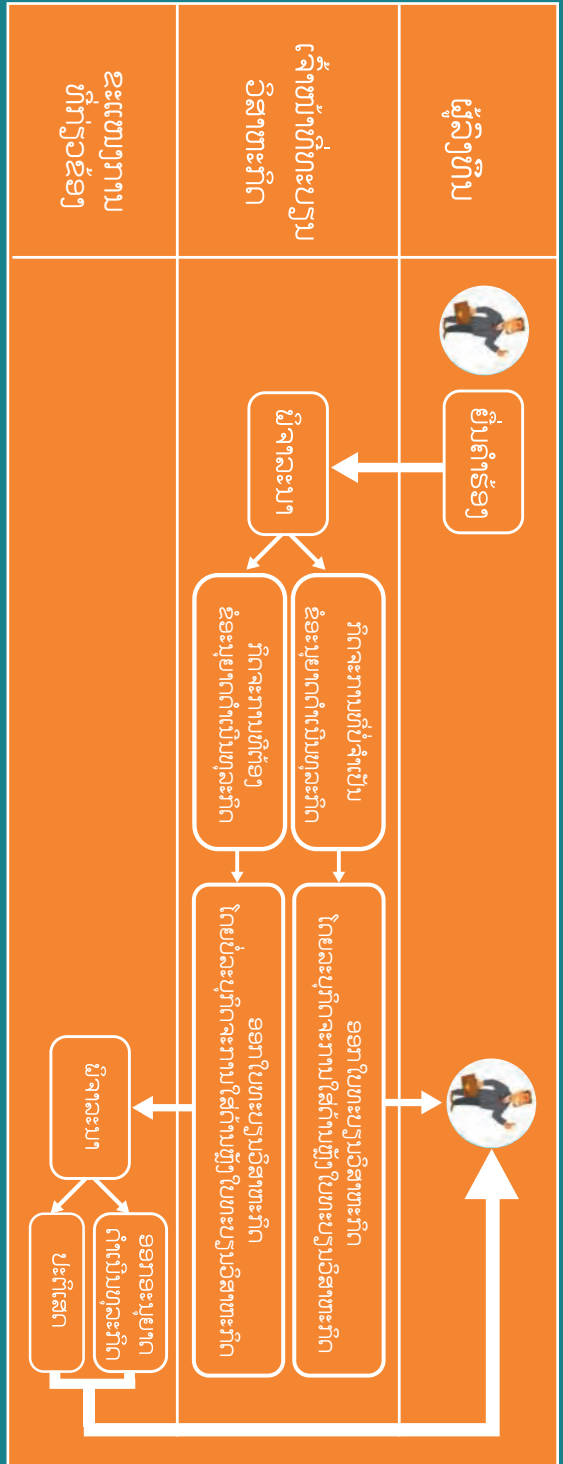 ຜູ້ລົງທຶນ
ເຈົ້າໜ້າທີ່ທະບຽນ
ວິສາຫະກິດ
ຂະແໜງການ
ທີ່ກ່ຽວຂ້ອງ
ຍື່ນຄຳຮ້ອງ
ພິຈາລະນາ
ກິດຈະການທີ່ບໍ່ຈຳເປັນ
ຂໍອະນຸຍາດດຳເນີນທຸລະກິດ
ກິດຈະການທີ່ຕ້ອງ
ຂໍອະນຸຍາດດຳເນີນທຸລະກິດ
ອອກໃບທະບຽນວິສາຫະກິດ
ໂດຍລະບຸກິດຈະການໃສ່ດ້ານຫຼັງໃບທະບຽນວິສາຫະກິດ
ອອກໃບທະບຽນວິສາຫະກິດ
ໂດຍບໍ່ລະບຸກິດຈະການໃສ່ດ້ານຫຼັງໃບທະບຽນວິສາຫະກິດ
ພິຈາລະນາ
ອອກອະນຸຍາດ
ດຳເນີນທຸລະກິດ
ປະຕິເສດ